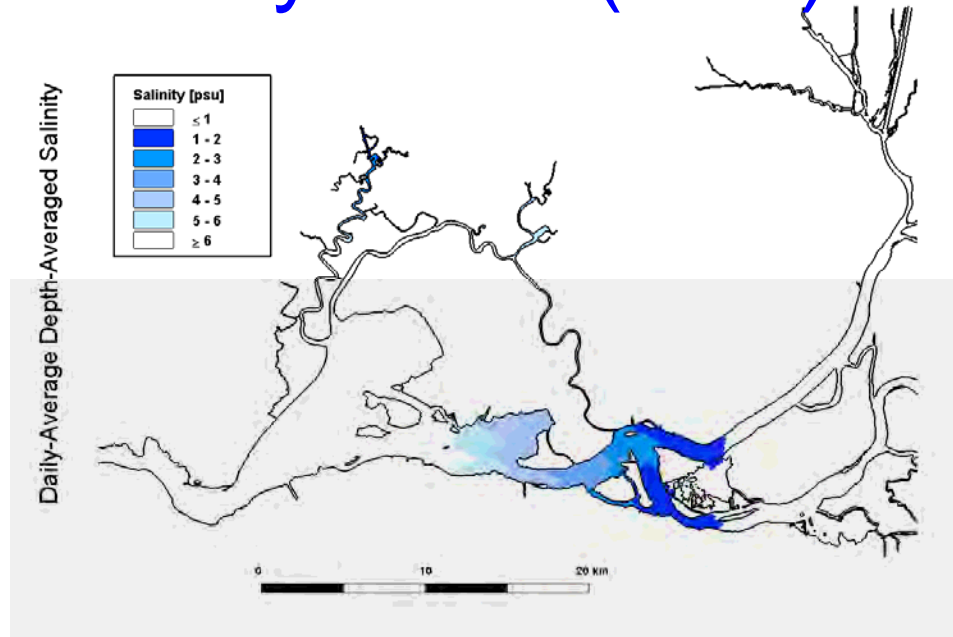 Daily-Average Depth-Averaged Salinity
Salinity [psu]
≤ 1
1 - 2
2 - 3
3 - 4
4 - 5
5 - 6
≥ 6
0 10 20 km